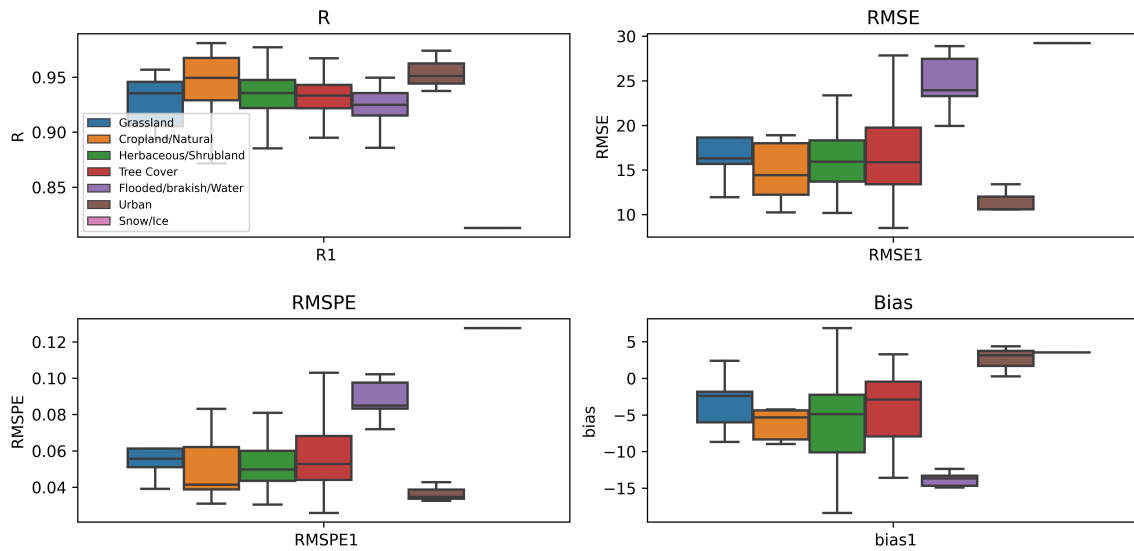 R
R
0.95
0.90
0.85
Grassland
Cropland/Natural
Herbaceous/Shrubland
Tree Cover
Flooded/brakish/Water
Urban
Snow/Ice
R1
RMSE
RMSE
30
25
20
15
10
RMSE1
RMSPE
RMSPE
0.12
0.10
0.08
0.06
0.04
RMSPE1
Bias
bias
5
0
−5
−10
−15
bias1